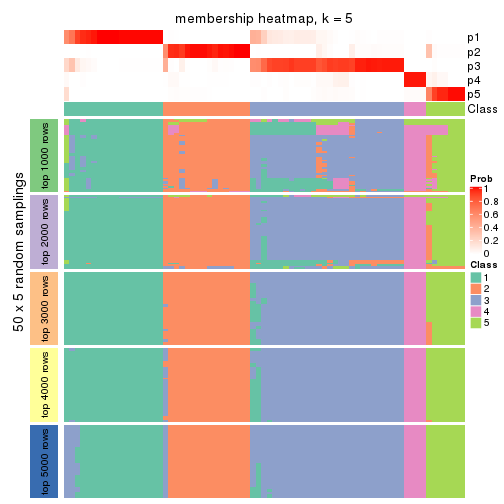 membership heatmap, k = 5
p1
p2
p3
p4
p5
Class
50 x 5 random samplings
top 1000 rows
top 2000 rows
top 3000 rows
top 4000 rows
top 5000 rows
Prob
1
0.8
0.6
0.4
0.2
0
Class
1
2
3
4
5